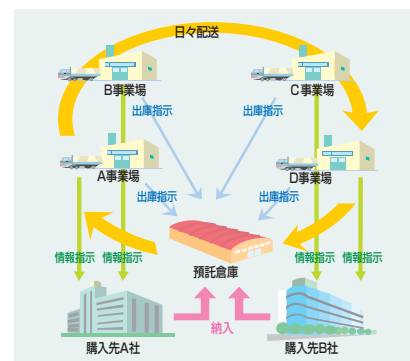 日々配送
B事業場
C事業場
出庫指示
出庫指示
A事業場
D事業場
出庫指示
出庫指示
情報指示
情報指示
預託倉庫
情報指示
情報指示
納入
購入先A社
購入先B社